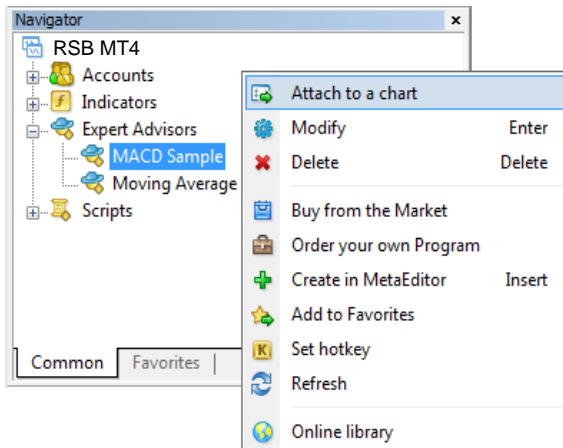 Navigator
RSB MT4
Accounts
Indicators
Expert Advisors
MACD Sample
Moving Average
Scripts
Common Favorites
Attach to a chart
Modify Enter
Delete Delete
Buy from the Market
Order your own Program
Create in MetaEditor Insert
Add to Favorites
Set hotkey
Refresh
Online library